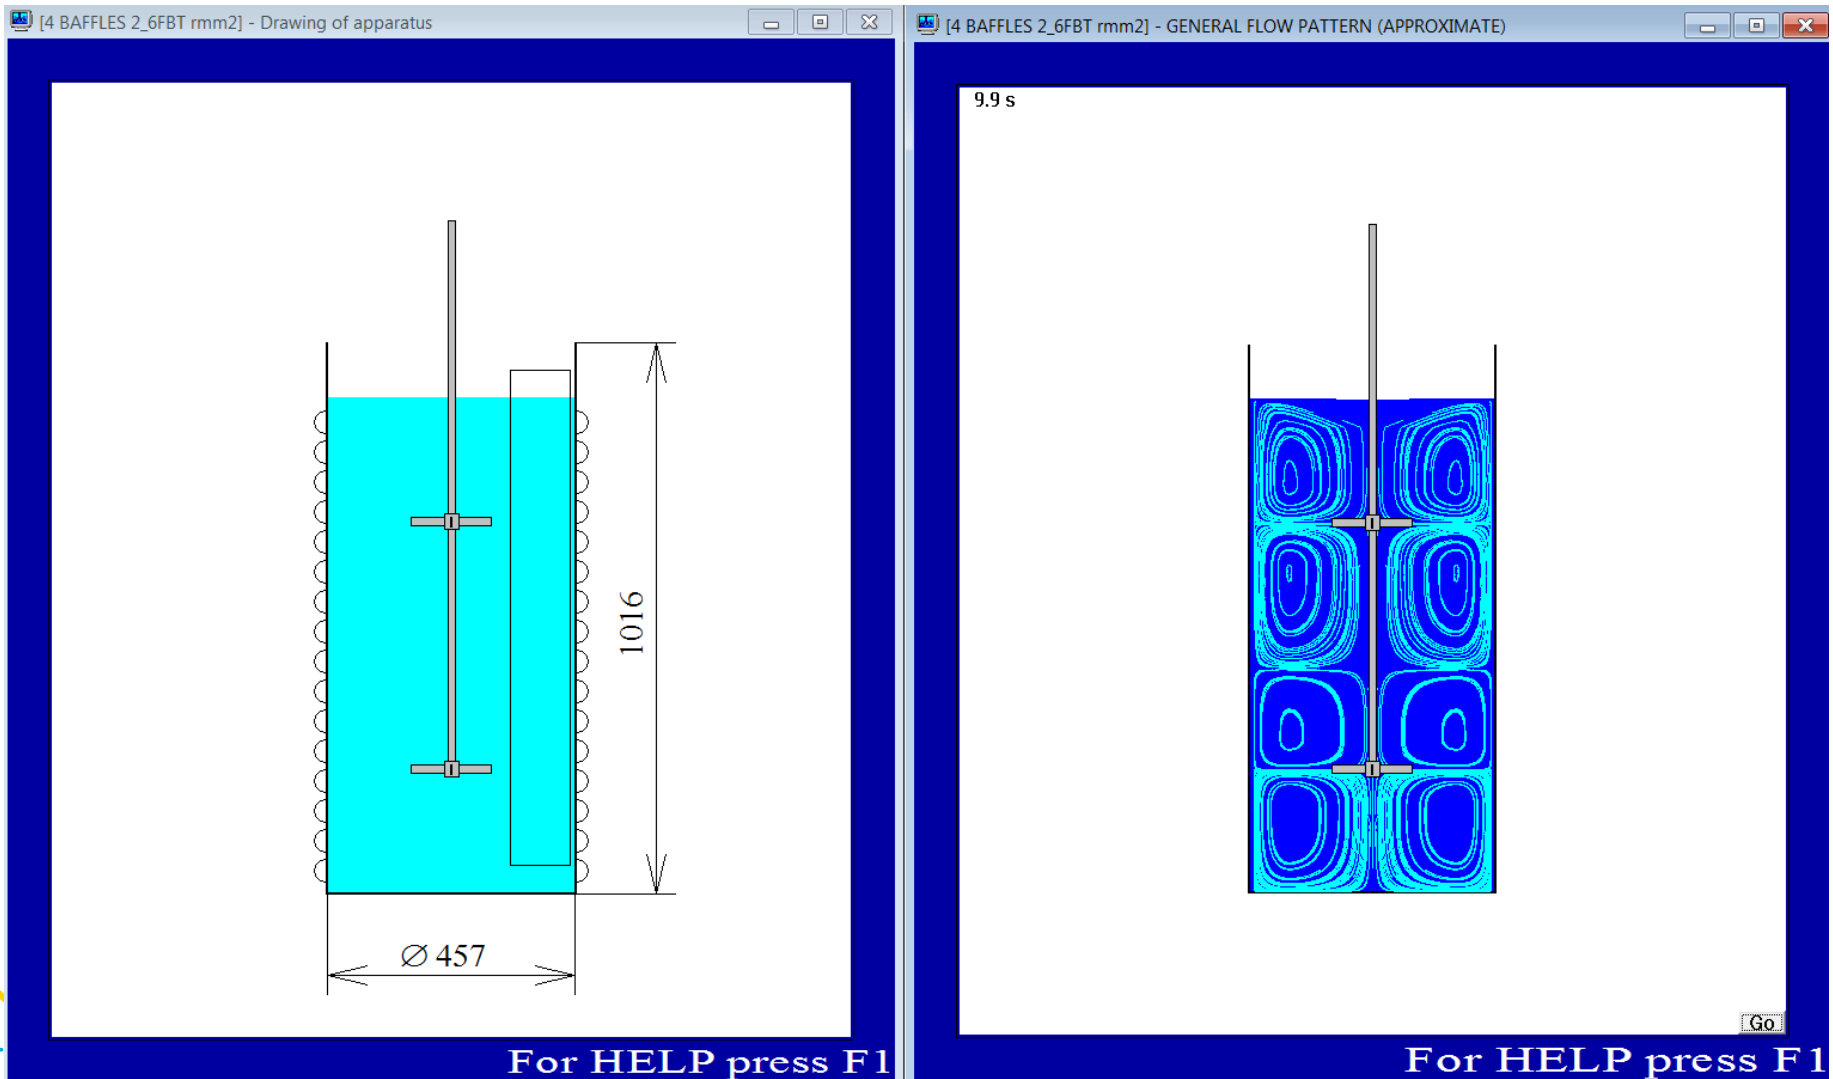 [4 BAFFLES 2_6FBT rmm2] - Drawing of apparatus
1016
Ø 457
For HELP press F1
[4 BAFFLES 2_6FBT rmm2] - GENERAL FLOW PATTERN (APPROXIMATE)
9.9 s
Go
For HELP press F1